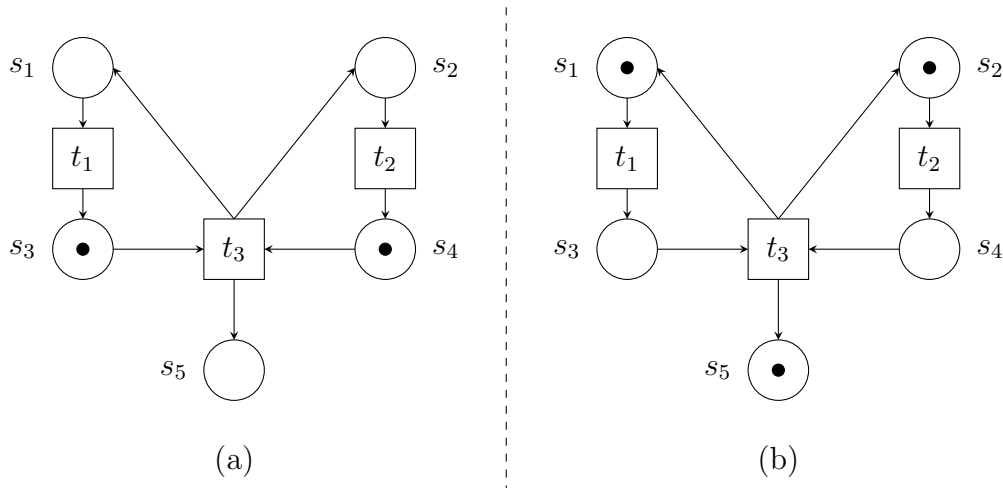 s₁ s₂ s₁ s₂
t₁ t₂ t₁ t₂
s₃ t₃ s₄ s₃ t₃ s₄
s₅ s₅
(a) (b)